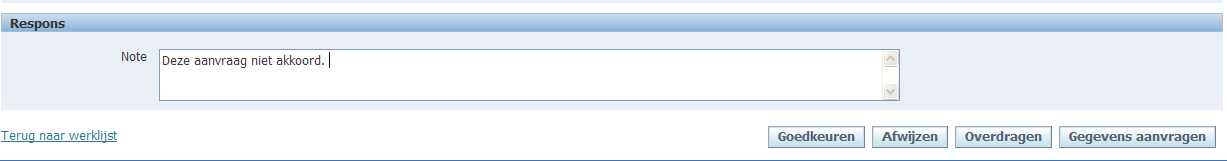 Respons
Note Deze aanvraag niet akkoord.
Terug naar werklijst Goedkeuren Afwijzen Overdragen Gegevens aanvragen